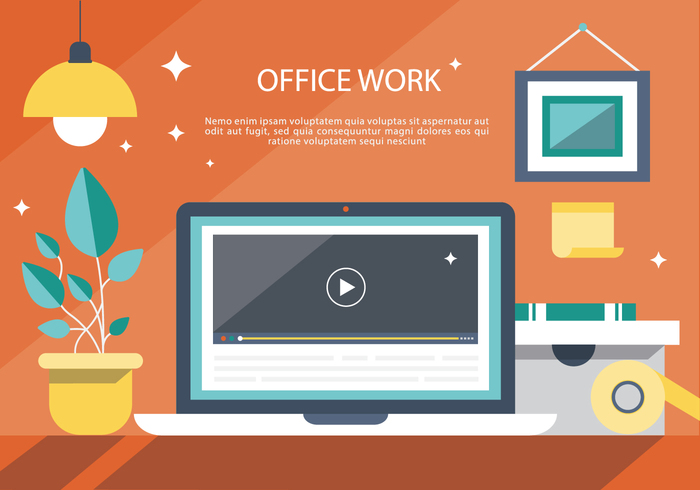 OFFICE WORK
Nemo enim ipsam voluptatem quia voluptas sit aspernatur aut
odit aut fugit, sed quia consequuntur magni dolores eos qui
ratione voluptatem sequi nesciunt